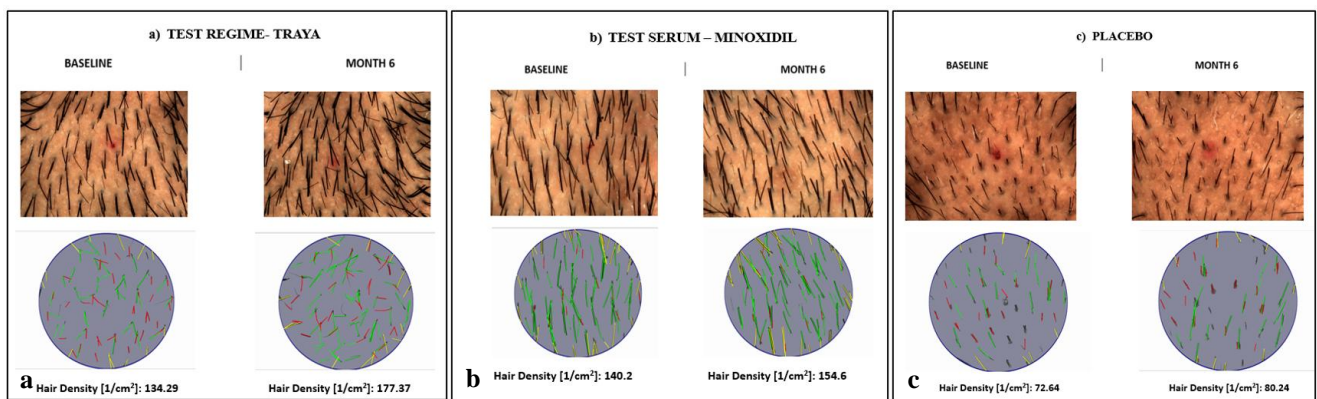 a) TEST REGIME- TRAYA
BASELINE | MONTH 6
Hair Density [1/cm²]: 134.29 Hair Density [1/cm²]: 177.37
a
b) TEST SERUM – MINOXIDIL
BASELINE | MONTH 6
Hair Density [1/cm²]: 140.2 Hair Density [1/cm²]: 154.6
b
c) PLACEBO
BASELINE | MONTH 6
Hair Density [1/cm²]: 72.64 Hair Density [1/cm²]: 80.24
c